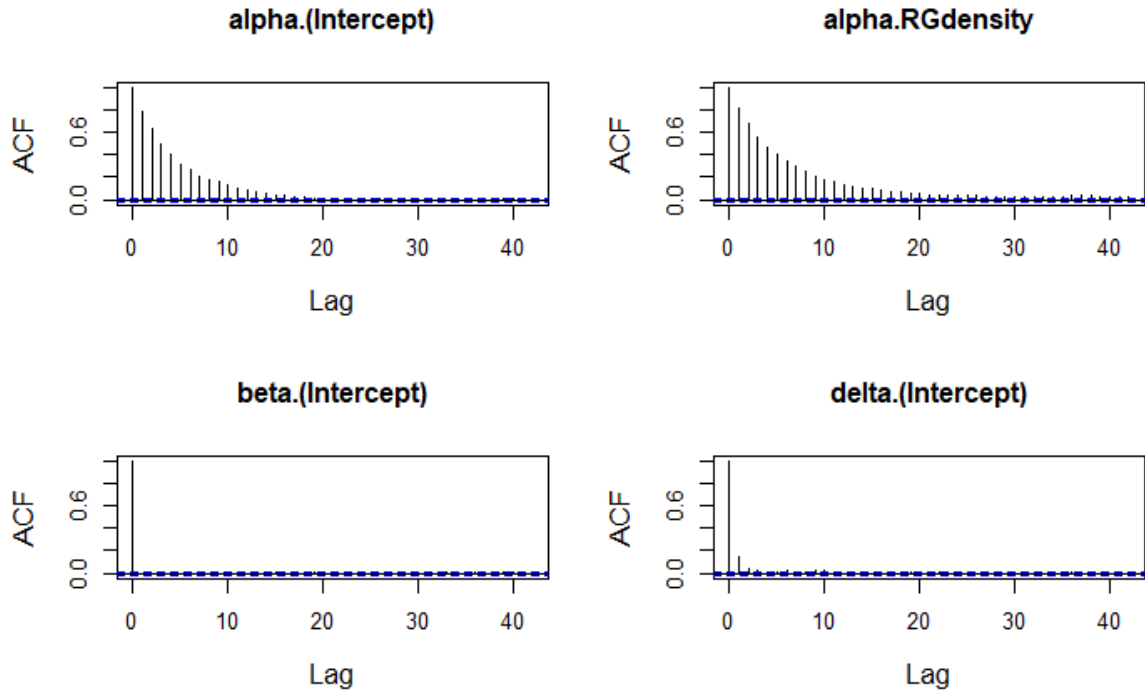 alpha.(Intercept)
ACF
0.0 0.6
0 10 20 30 40
Lag
alpha.RGdensity
ACF
0.0 0.6
0 10 20 30 40
Lag
beta.(Intercept)
ACF
0.0 0.6
0 10 20 30 40
Lag
delta.(Intercept)
ACF
0.0 0.6
0 10 20 30 40
Lag